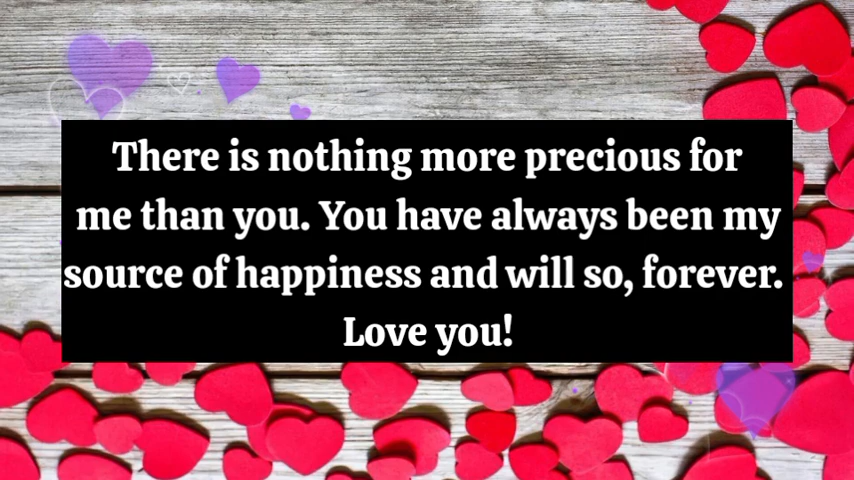 There is nothing more precious for
me than you. You have always been my
source of happiness and will so, forever.
Love you!